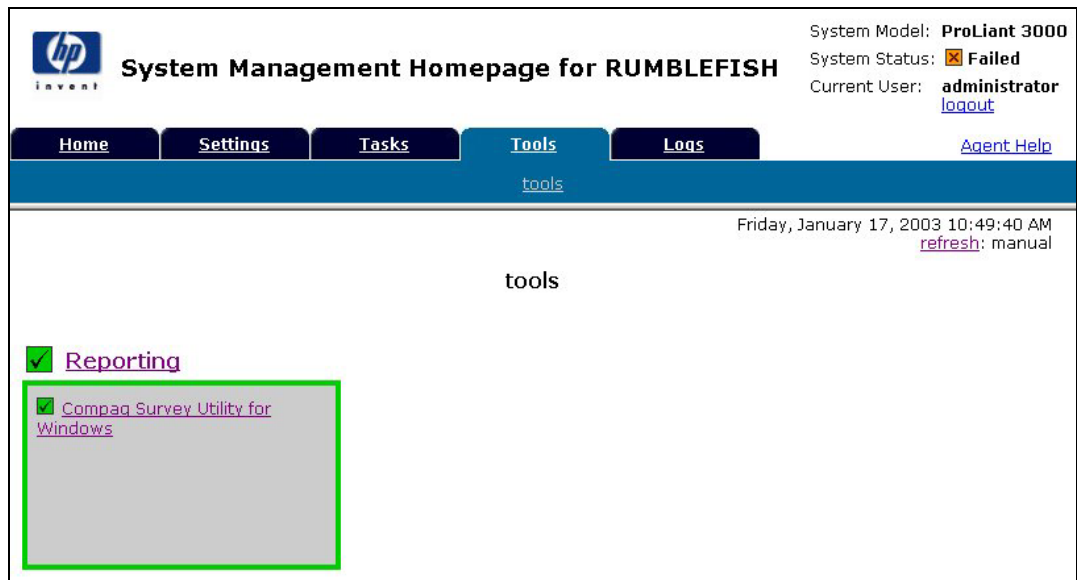 hp
invent
System Management Homepage for RUMBLEFISH
System Model: ProLiant 3000
System Status: Failed
Current User: administrator
logout
Home Settings Tasks Tools Logs Agent Help
tools
Friday, January 17, 2003 10:49:40 AM
refresh: manual
tools
Reporting
Compaq Survey Utility for
Windows